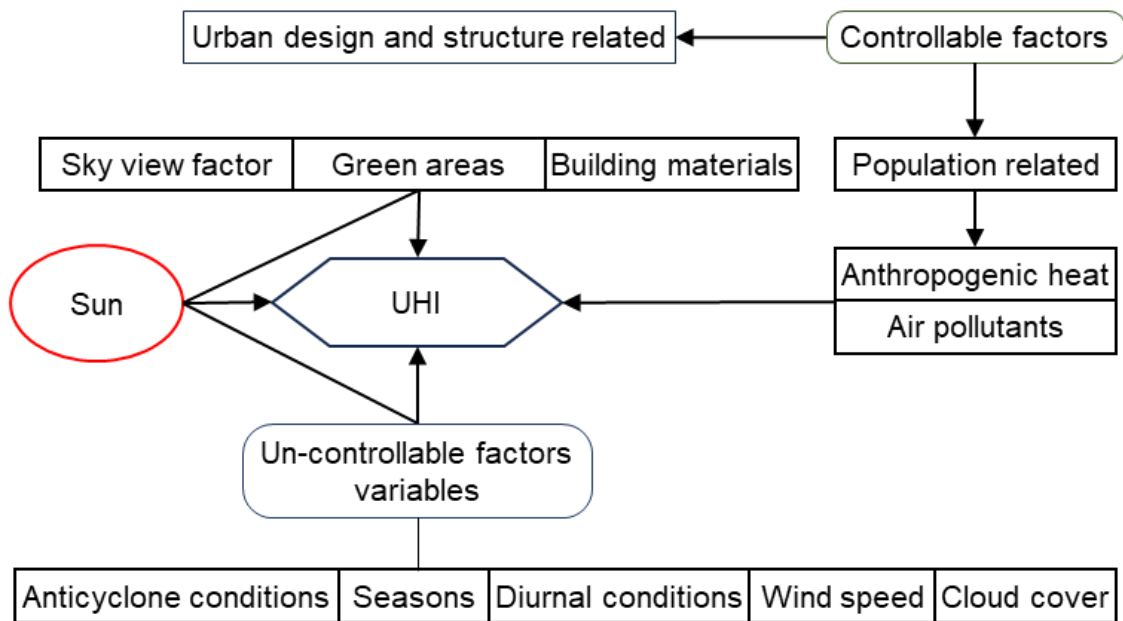 Urban design and structure related
Controllable factors
Sky view factor
Green areas
Building materials
Population related
Sun
UHI
Anthropogenic heat
Air pollutants
Un-controllable factors
variables
Anticyclone conditions
Seasons
Diurnal conditions
Wind speed
Cloud cover